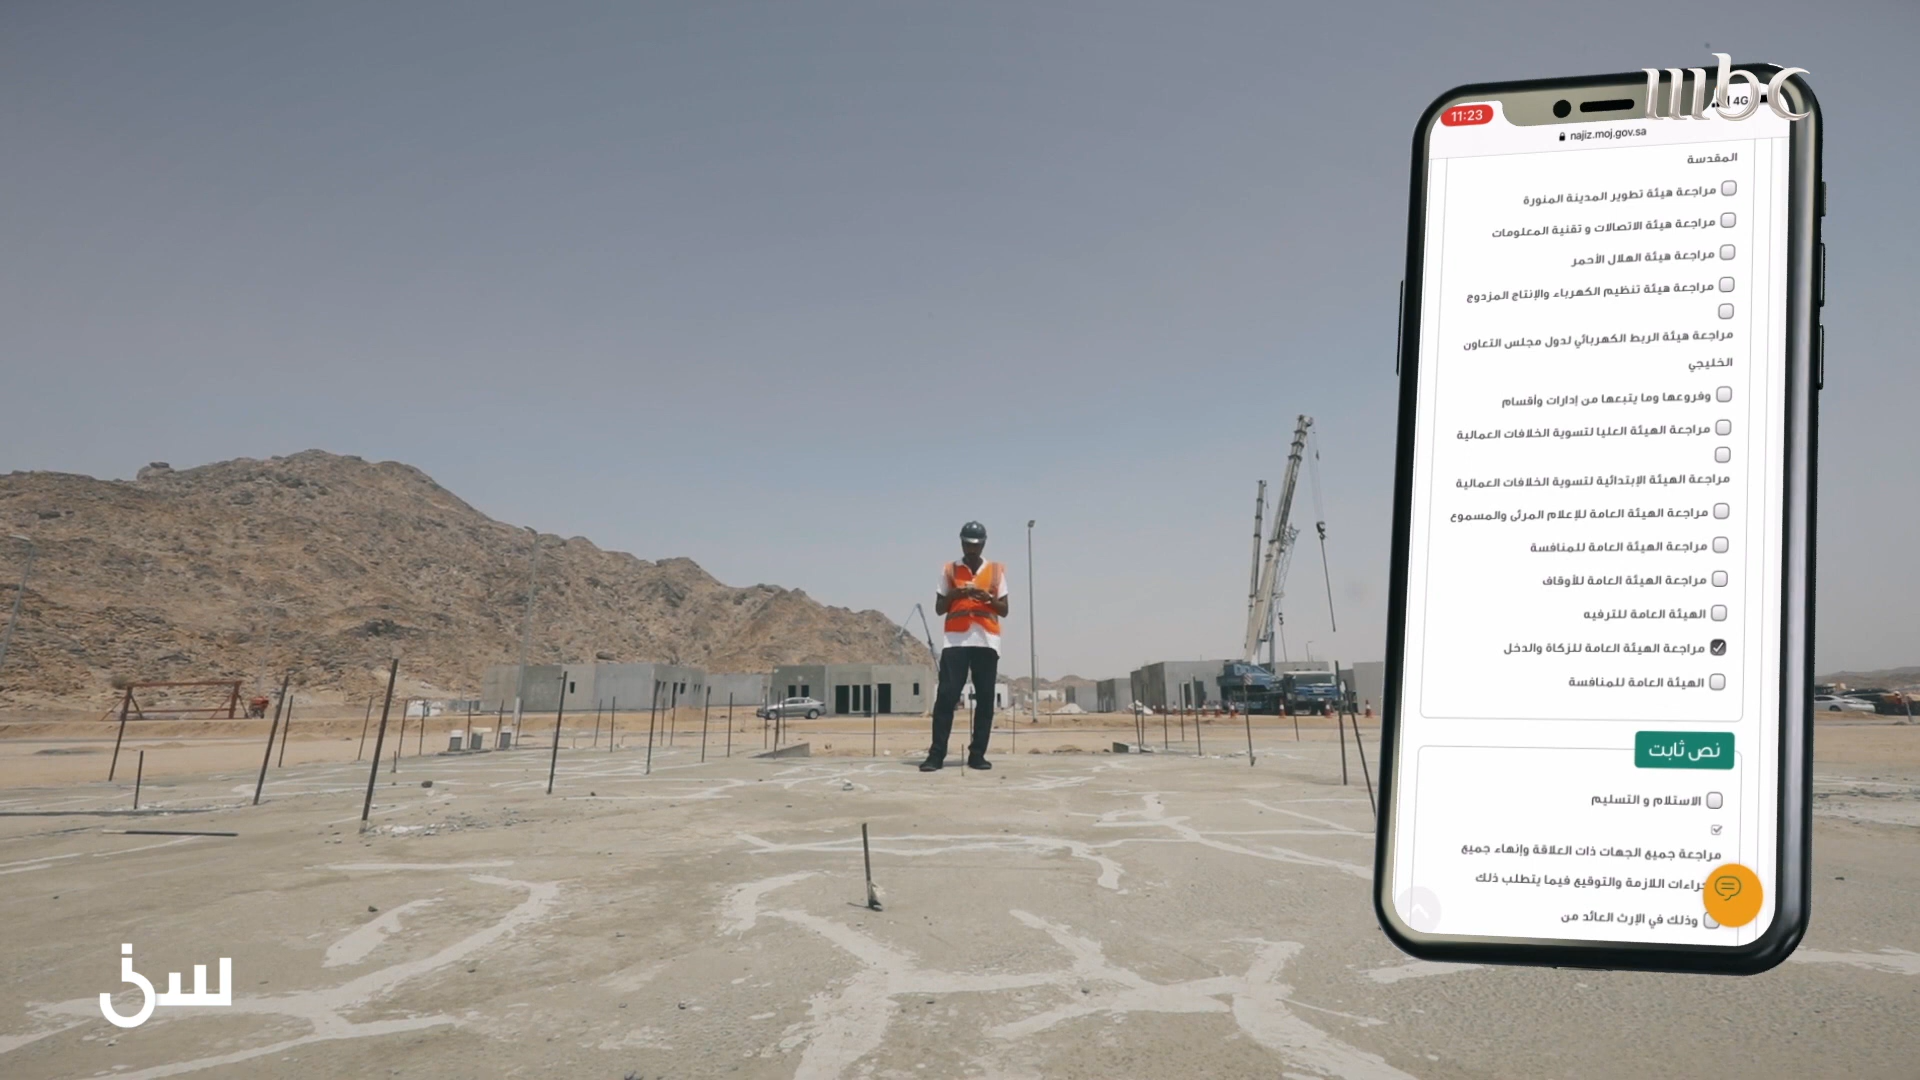 mbc
11:23
4G
najiz.moj.gov.sa
المقدسة
مراجعة هيئة تطوير المدينة المنورة
مراجعة هيئة الاتصالات و تقنية المعلومات
مراجعة هيئة الهلال الأحمر
مراجعة هيئة تنظيم الكهرباء والإنتاج المزدوج
مراجعة هيئة الربط الكهربائي لدول مجلس التعاون
الخليجي
وفروعها وما يتبعها من إدارات وأقسام
مراجعة الهيئة العليا لتسوية الخلافات العمالية
مراجعة الهيئة الإبتدائية لتسوية الخلافات العمالية
مراجعة الهيئة العامة للإعلام المرئى والمسموع
مراجعة الهيئة العامة للمنافسة
مراجعة الهيئة العامة للأوقاف
الهيئة العامة للترفيه
مراجعة الهيئة العامة للزكاة والدخل
الهيئة العامة للمنافسة
نص ثابت
الاستلام و التسليم
مراجعة جميع الجهات ذات العلاقة وإنهاء جميع
اللازمة والتوقيع فيما يتطلب ذلك
وذلك في الإرث العائد من